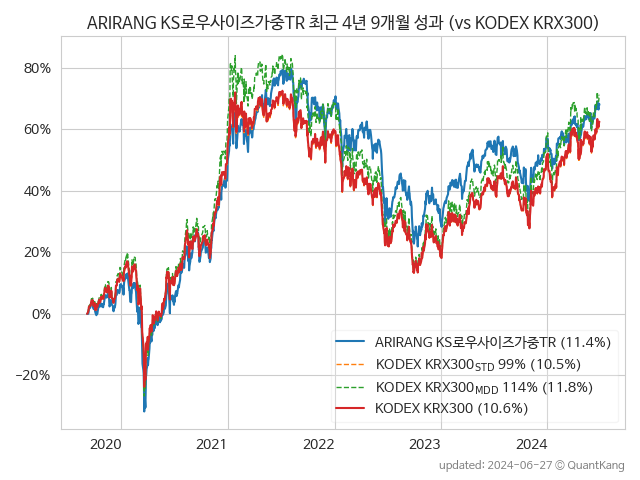 ARIRANG KS로우사이즈가중TR 최근 4년 9개월 성과 (vs KODEX KRX300)
80%
60%
40%
20%
0%
−20%
ARIRANG KS로우사이즈가중TR (11.4%)
KODEX KRX300STD 99% (10.5%)
KODEX KRX300MDD 114% (11.8%)
KODEX KRX300 (10.6%)
2020 2021 2022 2023 2024
updated: 2024-06-27 © QuantKang